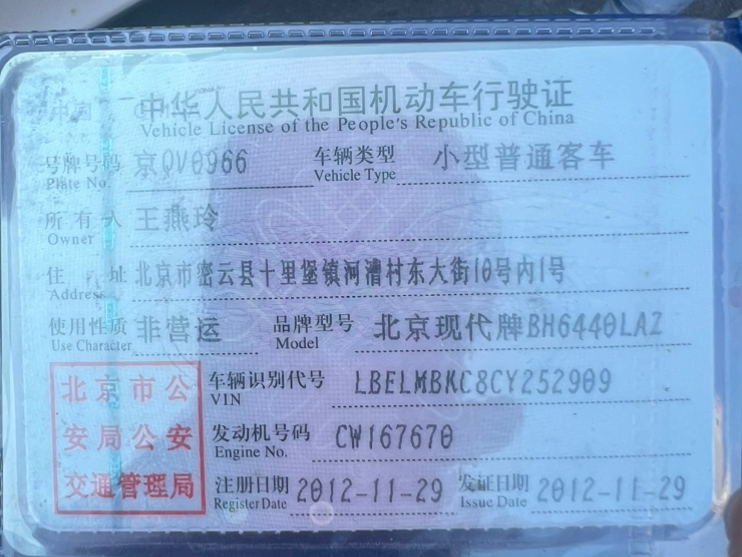 中华人民共和国机动车行驶证
Vehicle License of the People's Republic of China
号牌号码 京QV0966 车辆类型 小型普通客车
Plate No. Vehicle Type
所有人 王燕玲
Owner
住址 北京市密云县十里堡镇河漕村东大街10号内1号
Address
使用性质 非营运 品牌型号 北京现代牌BH6440LAZ
Use Character Model
车辆识别代号 LBELMBKC8CY252909
VIN
发动机号码 CW167670
Engine No.
注册日期 2012-11-29 发证日期 2012-11-29
Register Date Issue Date
北京市公
安局公安
交通管理局